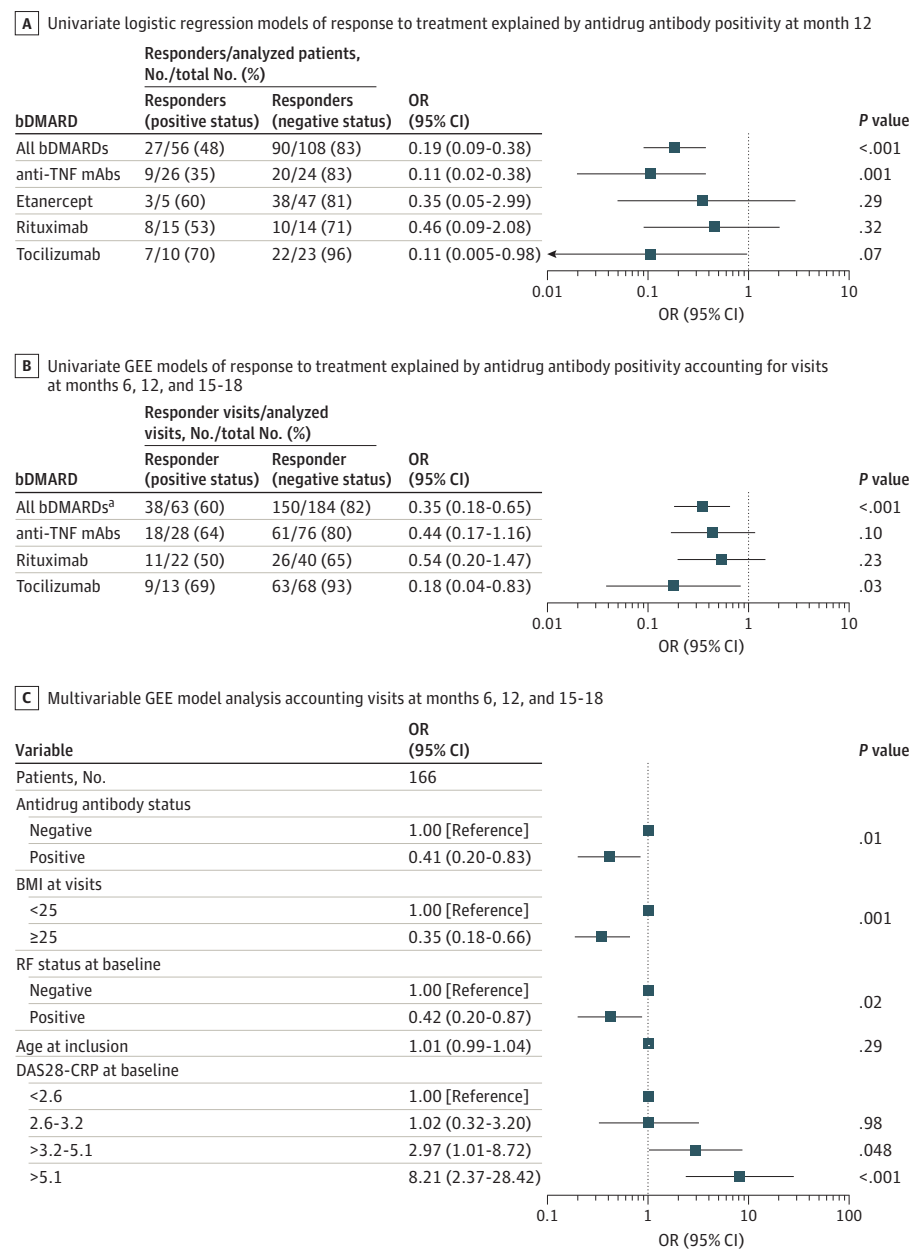 A Univariate logistic regression models of response to treatment explained by antidrug antibody positivity at month 12
Responders/analyzed patients,
No./total No. (%)
bDMARD Responders (positive status) Responders (negative status) OR (95% CI) P value
All bDMARDs 27/56 (48) 90/108 (83) 0.19 (0.09-0.38) <.001
anti-TNF mAbs 9/26 (35) 20/24 (83) 0.11 (0.02-0.38) .001
Etanercept 3/5 (60) 38/47 (81) 0.35 (0.05-2.99) .29
Rituximab 8/15 (53) 10/14 (71) 0.46 (0.09-2.08) .32
Tocilizumab 7/10 (70) 22/23 (96) 0.11 (0.005-0.98) .07
0.01 0.1 1 10
OR (95% CI)
B Univariate GEE models of response to treatment explained by antidrug antibody positivity accounting for visits
at months 6, 12, and 15-18
Responder visits/analyzed
visits, No./total No. (%)
bDMARD Responder (positive status) Responder (negative status) OR (95% CI) P value
All bDMARDsa 38/63 (60) 150/184 (82) 0.35 (0.18-0.65) <.001
anti-TNF mAbs 18/28 (64) 61/76 (80) 0.44 (0.17-1.16) .10
Rituximab 11/22 (50) 26/40 (65) 0.54 (0.20-1.47) .23
Tocilizumab 9/13 (69) 63/68 (93) 0.18 (0.04-0.83) .03
0.01 0.1 1 10
OR (95% CI)
C Multivariable GEE model analysis accounting visits at months 6, 12, and 15-18
Variable OR (95% CI) P value
Patients, No. 166
Antidrug antibody status
Negative 1.00 [Reference]
.01
Positive 0.41 (0.20-0.83)
BMI at visits
<25 1.00 [Reference]
.001
≥25 0.35 (0.18-0.66)
RF status at baseline
Negative 1.00 [Reference]
.02
Positive 0.42 (0.20-0.87)
Age at inclusion 1.01 (0.99-1.04) .29
DAS28-CRP at baseline
<2.6 1.00 [Reference]
2.6-3.2 1.02 (0.32-3.20) .98
>3.2-5.1 2.97 (1.01-8.72) .048
>5.1 8.21 (2.37-28.42) <.001
0.1 1 10 100
OR (95% CI)